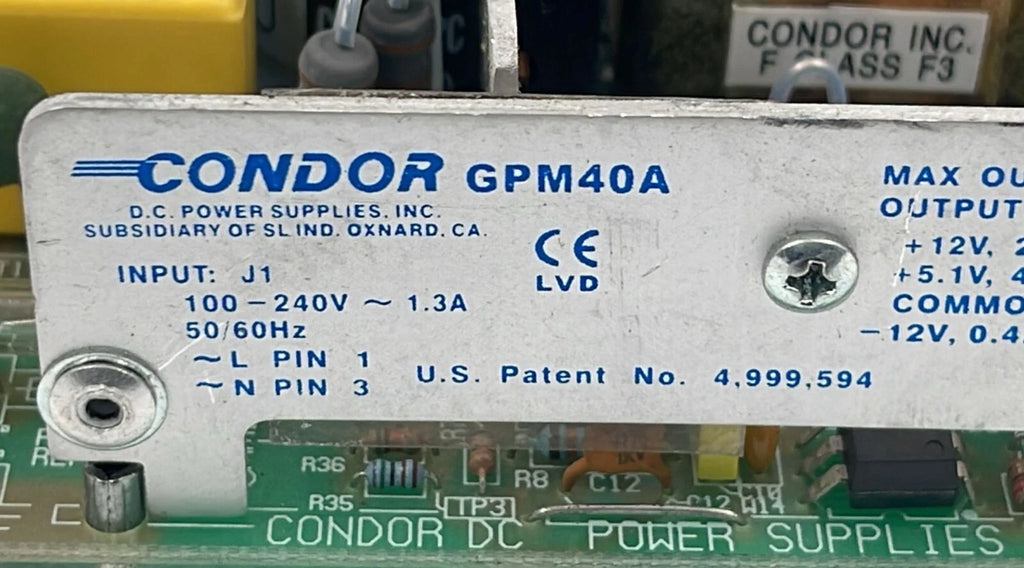 CONDOR INC.
F CLASS F3
CONDOR GPM40A
D.C. POWER SUPPLIES, INC.
SUBSIDIARY OF SL IND. OXNARD, CA.
CE
LVD
INPUT: J1
100-240V ~ 1.3A
50/60Hz
~L PIN 1
~N PIN 3
U.S. Patent No. 4,999,594
MAX OU
OUTPUT
+12V, 2
+5.1V, 4
COMMO
-12V, 0.4
R36
R35
TP3
R8
C12
C12
W14
CONDOR DC POWER SUPPLIES